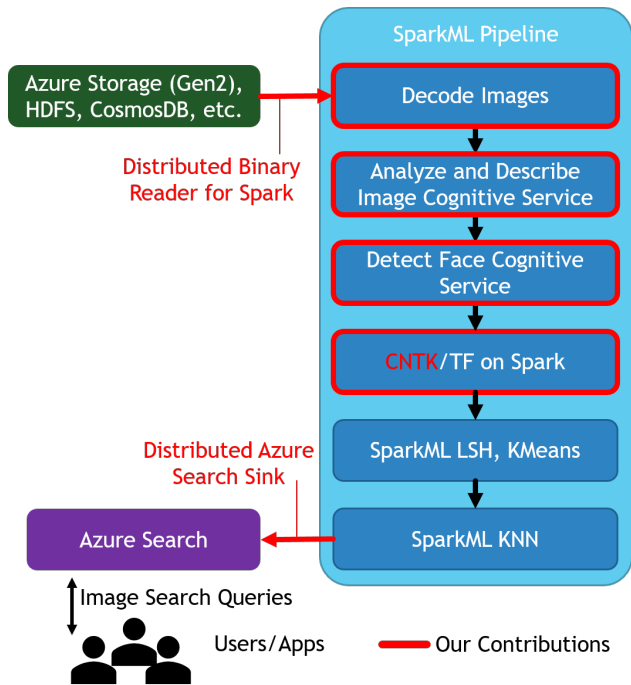 SparkML Pipeline
Azure Storage (Gen2),
HDFS, CosmosDB, etc.
Decode Images
Distributed Binary
Reader for Spark
Analyze and Describe
Image Cognitive Service
Detect Face Cognitive
Service
CNTK/TF on Spark
SparkML LSH, KMeans
Distributed Azure
Search Sink
Azure Search
SparkML KNN
Image Search Queries
Users/Apps
Our Contributions